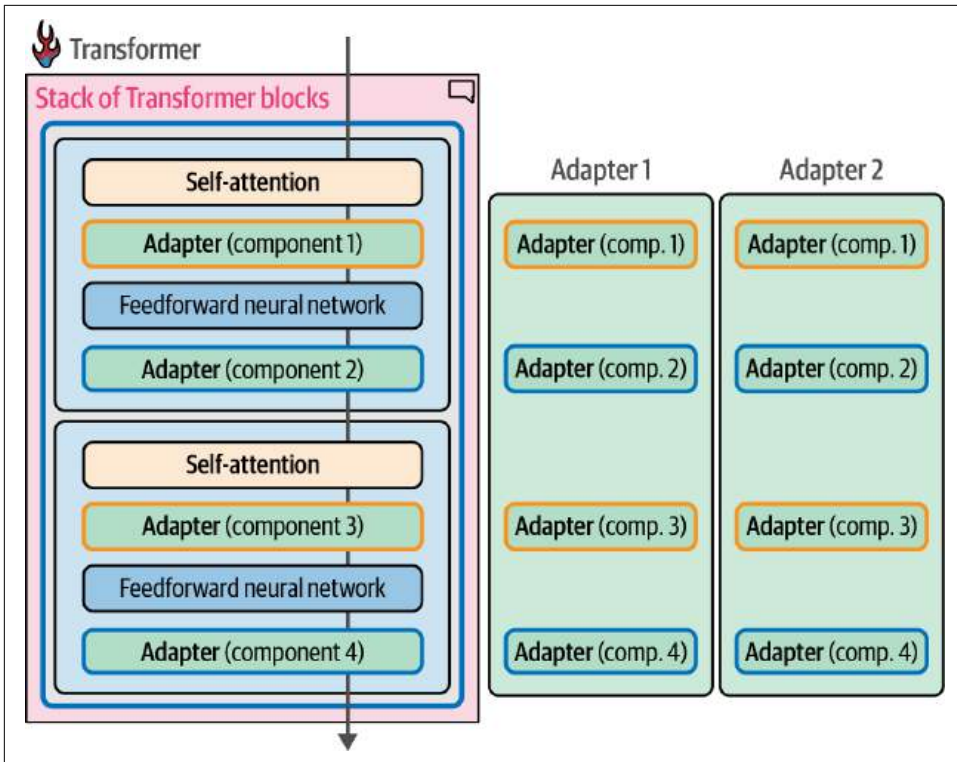 Transformer
Stack of Transformer blocks
Self-attention
Adapter (component 1)
Feedforward neural network
Adapter (component 2)
Self-attention
Adapter (component 3)
Feedforward neural network
Adapter (component 4)
Adapter 1
Adapter (comp. 1)
Adapter (comp. 2)
Adapter (comp. 3)
Adapter (comp. 4)
Adapter 2
Adapter (comp. 1)
Adapter (comp. 2)
Adapter (comp. 3)
Adapter (comp. 4)